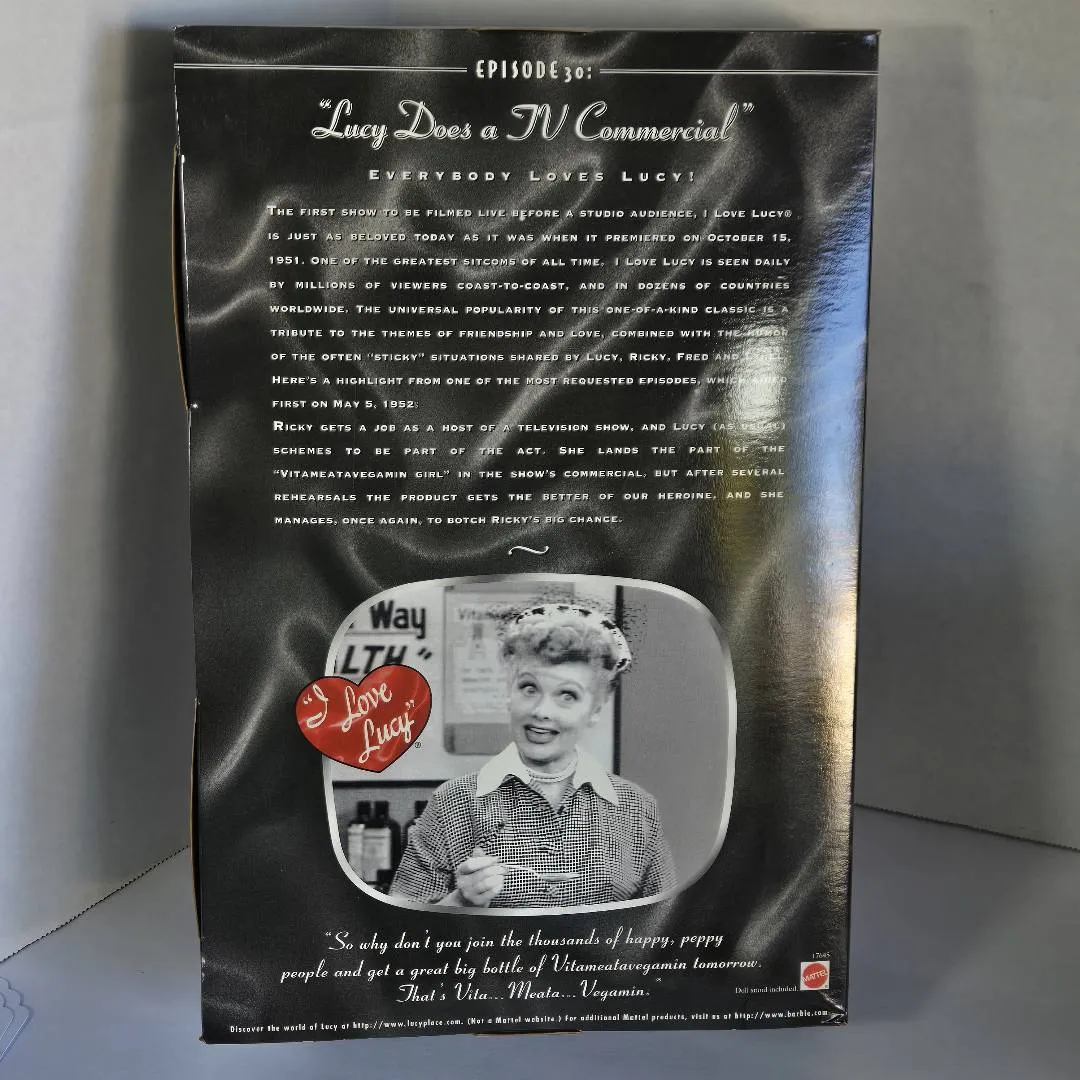 EPISODE 30:
"Lucy Does a TV Commercial"
EVERYBODY LOVES LUCY!
THE FIRST SHOW TO BE FILMED LIVE BEFORE A STUDIO AUDIENCE, I LOVE LUCY®
IS JUST AS BELOVED TODAY AS IT WAS WHEN IT PREMIERED ON OCTOBER 15,
1951. ONE OF THE GREATEST SITCOMS OF ALL TIME, I LOVE LUCY IS SEEN DAILY
BY MILLIONS OF VIEWERS COAST-TO-COAST, AND IN DOZENS OF COUNTRIES
WORLDWIDE. THE UNIVERSAL POPULARITY OF THIS ONE-OF-A-KIND CLASSIC IS A
TRIBUTE TO THE THEMES OF FRIENDSHIP AND LOVE, COMBINED WITH THE HUMOR
OF THE OFTEN "STICKY" SITUATIONS SHARED BY LUCY, RICKY, FRED AND
HERE'S A HIGHLIGHT FROM ONE OF THE MOST REQUESTED EPISODES, WHICH AIRED
FIRST ON MAY 5, 1952:
RICKY GETS A JOB AS A HOST OF A TELEVISION SHOW, AND LUCY (AS USUAL)
SCHEMES TO BE PART OF THE ACT. SHE LANDS THE PART OF THE
"VITAMEATAVEGAMIN GIRL" IN THE SHOW'S COMMERCIAL, BUT AFTER SEVERAL
REHEARSALS THE PRODUCT GETS THE BETTER OF OUR HEROINE, AND SHE
MANAGES, ONCE AGAIN, TO BOTCH RICKY'S BIG CHANCE.
Way
LTH"
"I Love Lucy"®
"So why don't you join the thousands of happy, peppy
people and get a great big bottle of Vitameatavegamin tomorrow.
That's Vita... Meata... Vegamin."
17645
MATTEL
Doll stand included.
Discover the world of Lucy at http://www.lucyplace.com. (Not a Mattel website.) For additional Mattel products, visit us at http://www.barbie.com